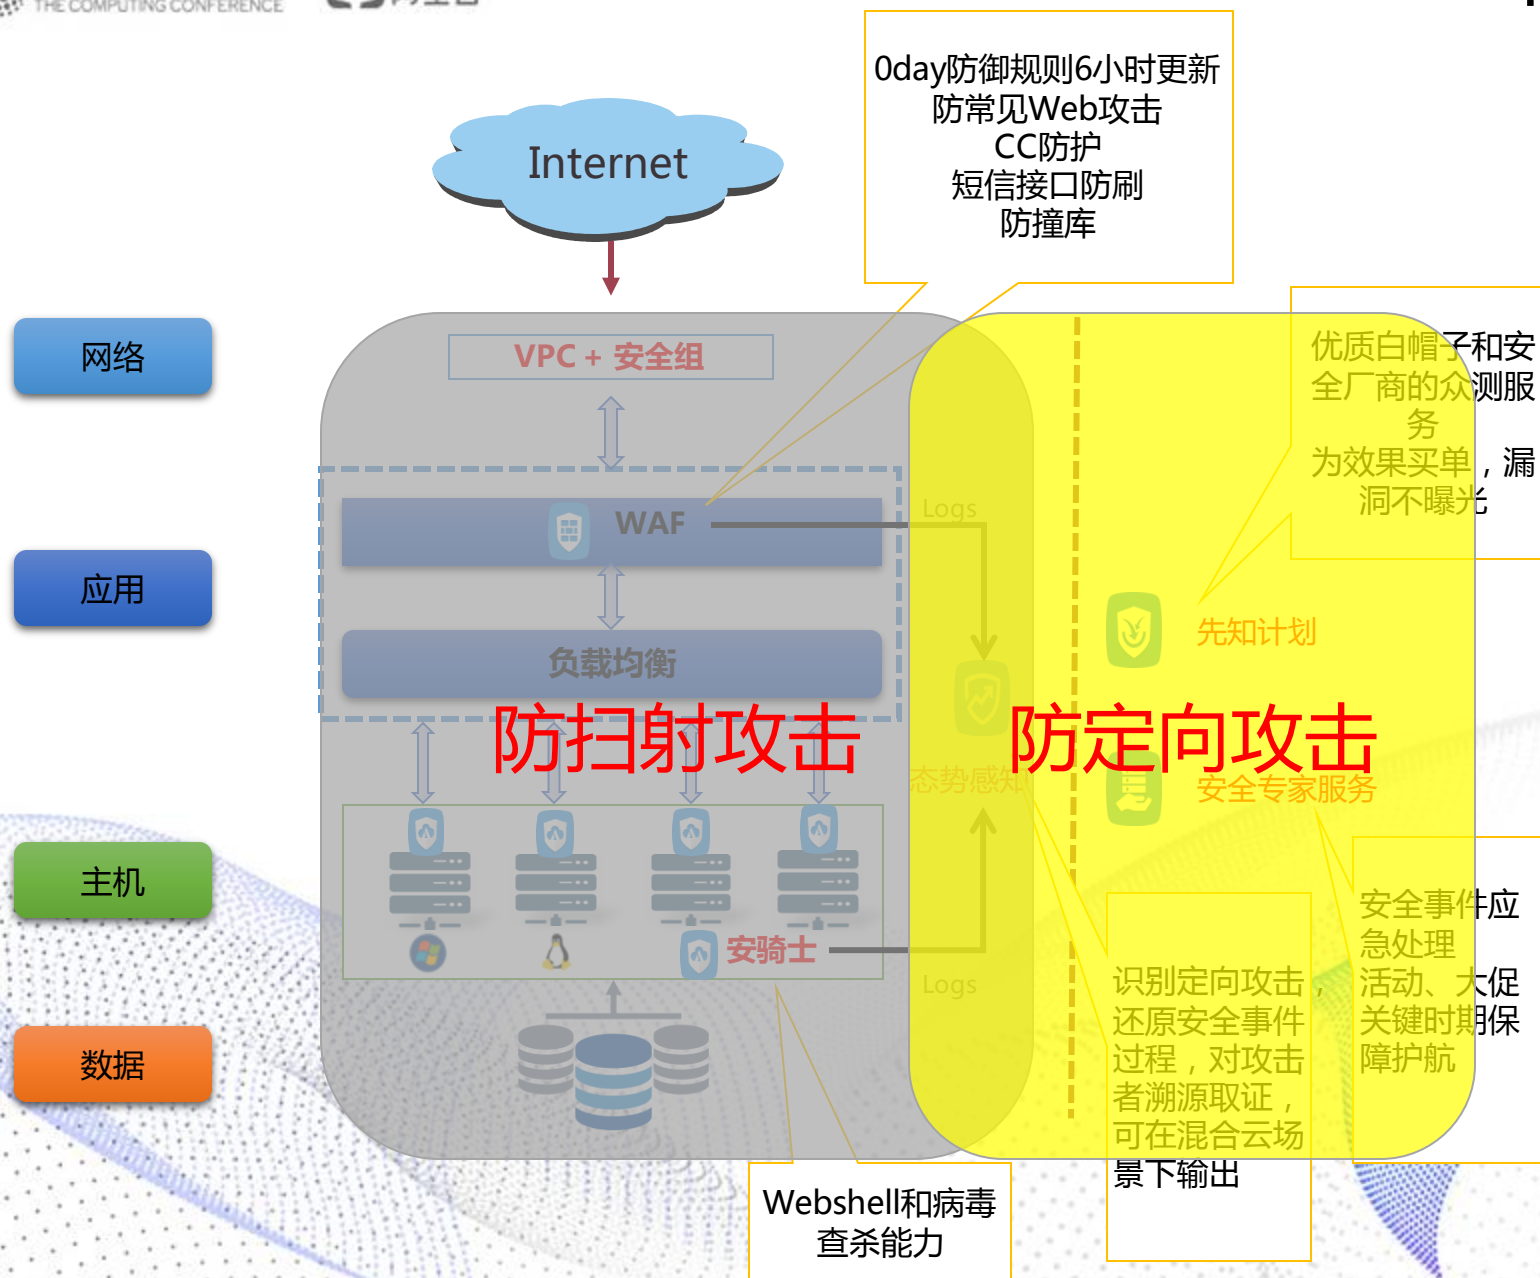 THE COMPUTING CONFERENCE
0day防御规则6小时更新
防常见Web攻击
CC防护
短信接口防刷
防撞库
Internet
网络
VPC + 安全组
优质白帽子和安
全厂商的众测服
务
为效果买单，漏
洞不曝光
WAF
Logs
应用
先知计划
负载均衡
防扫射攻击
防定向攻击
态势感知
安全专家服务
主机
安骑士
Logs
安全事件应
急处理
活动、大促
关键时期保
障护航
识别定向攻击，
还原安全事件
过程，对攻击
者溯源取证，
可在混合云场
景下输出
数据
Webshell和病毒
查杀能力